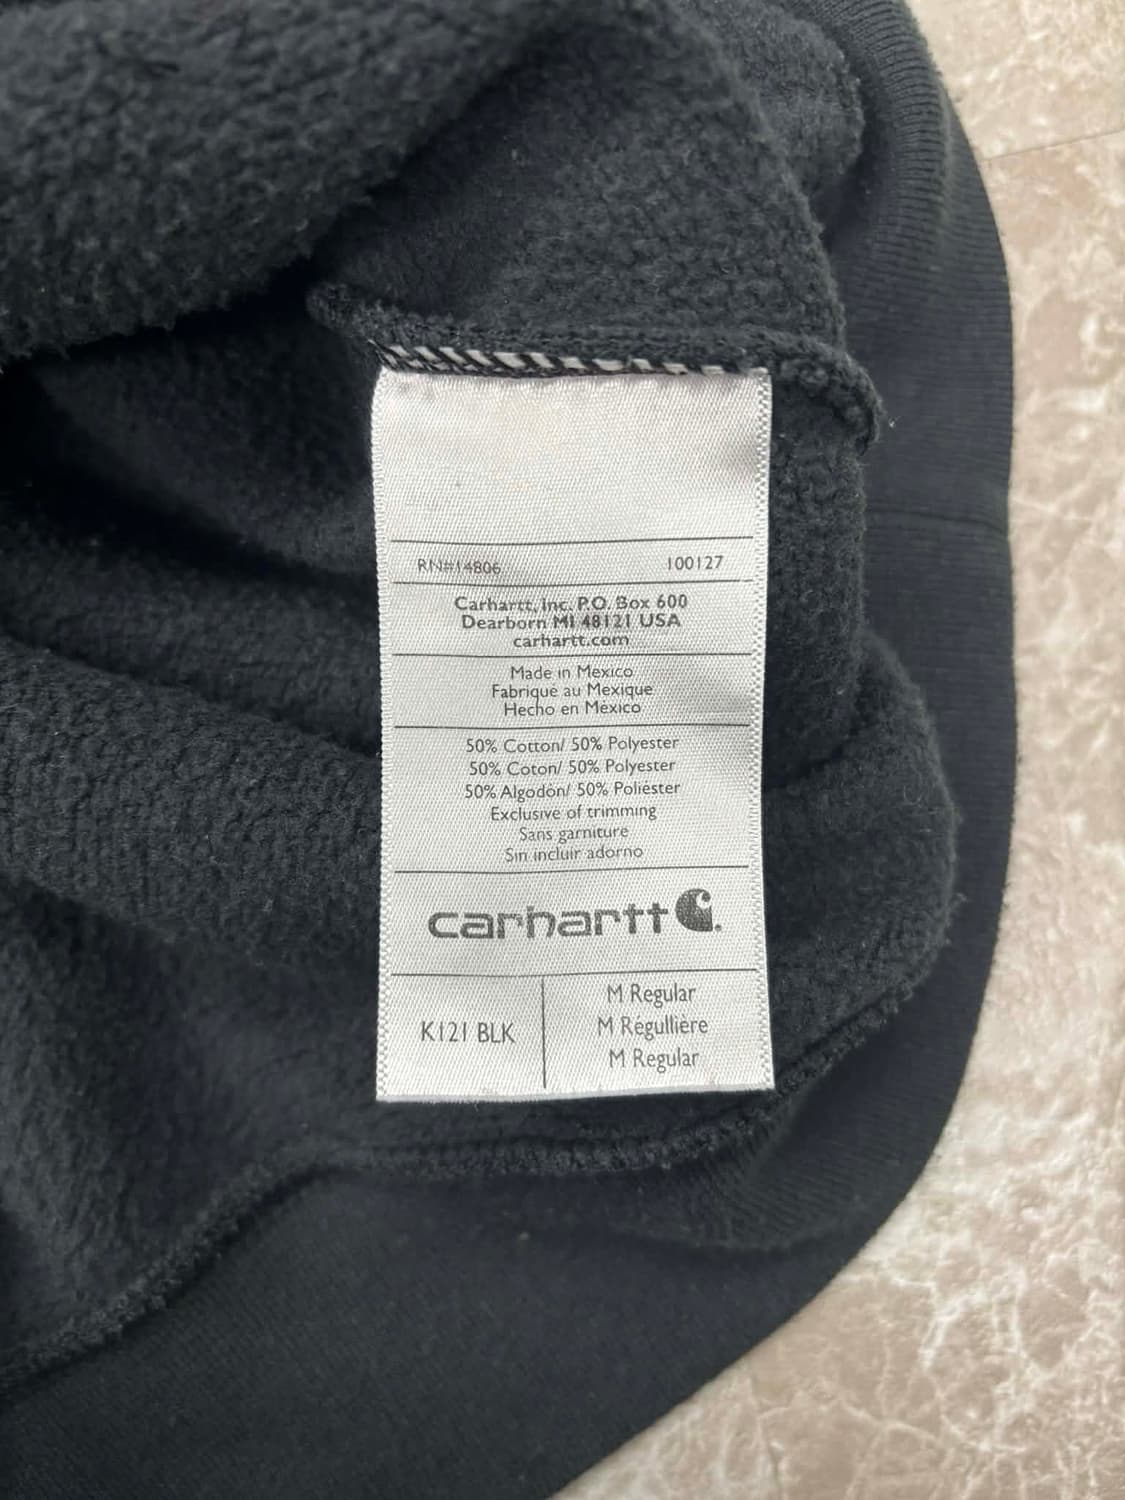 RN#14806 100127
Carhartt, Inc. P.O. Box 600
Dearborn MI 48121 USA
carhartt.com
Made in Mexico
Fabriqué au Mexique
Hecho en México
50% Cotton/ 50% Polyester
50% Coton/ 50% Polyester
50% Algodón/ 50% Poliéster
Exclusive of trimming
Sans garniture
Sin incluir adorno
carhartt
K121 BLK
M Regular
M Régullière
M Regular